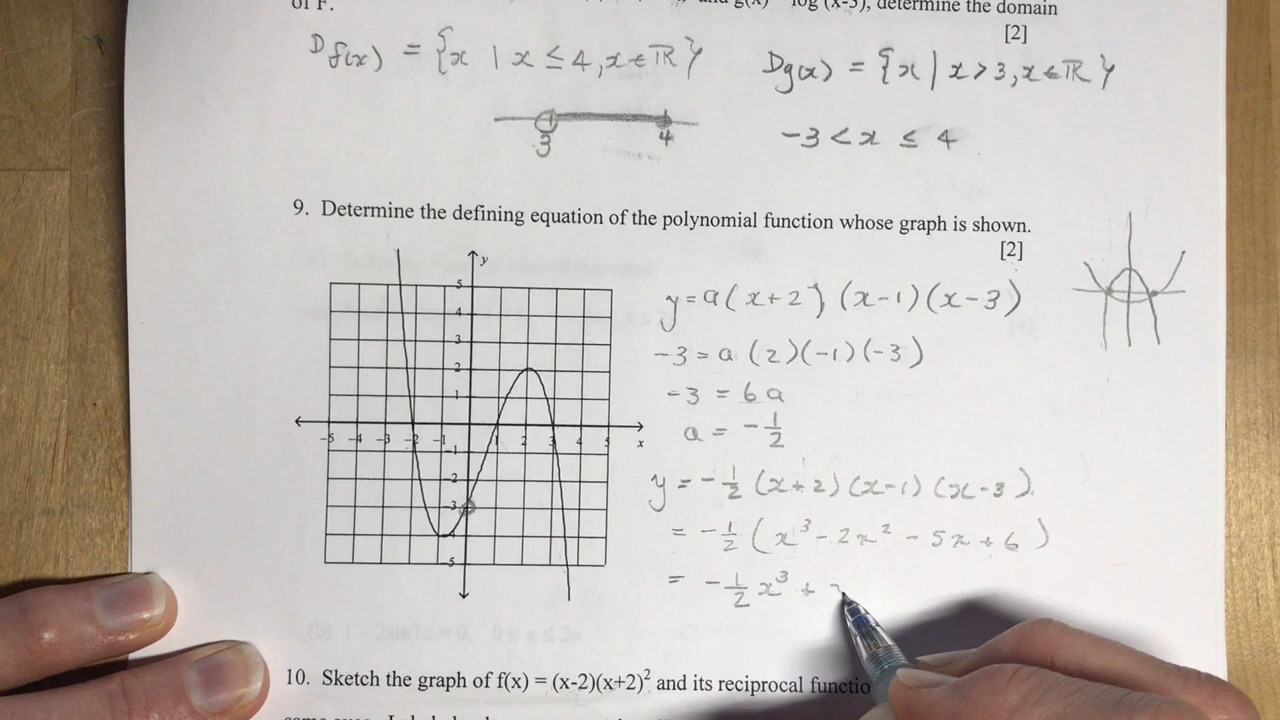 of F. and g(x) = log (x-3), determine the domain
[2]
D f(x) = {x | x ≤ 4, x ∈ ℝ}
D g(x) = {x | x > 3, x ∈ ℝ}
3 4
-3 < x ≤ 4
9. Determine the defining equation of the polynomial function whose graph is shown.
[2]
y
5
4
3
2
1
-5 -4 -3 -2 -1 2 3 4 5 x
-1
-2
-3
-4
-5
y = a(x+2)(x-1)(x-3)
-3 = a(2)(-1)(-3)
-3 = 6a
a = -1/2
y = -1/2 (x+2)(x-1)(x-3)
= -1/2 (x³ - 2x² - 5x + 6)
= -1/2 x³ +
(b) 1 - 2sin3x = 0, 0 ≤ x ≤ 2π
10. Sketch the graph of f(x) = (x-2)(x+2)² and its reciprocal functio